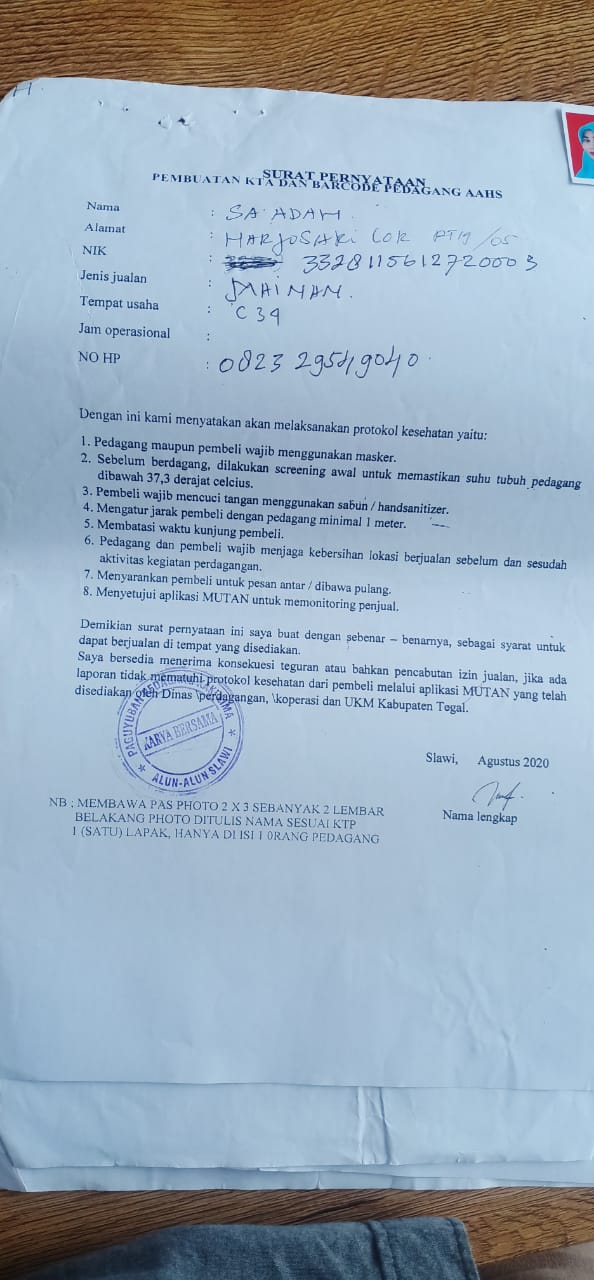 SURAT PERNYATAAN
PEMBUATAN KTA DAN BARCODE PEDAGANG AAHS
Nama : SA'ADAH
Alamat : HARJOSARI LOR RT19/05
NIK : 3328115612720003
Jenis jualan : MAINAN.
Tempat usaha : C 39
Jam operasional :
NO HP : 0823 29549040
Dengan ini kami menyatakan akan melaksanakan protokol kesehatan yaitu:
1. Pedagang maupun pembeli wajib menggunakan masker.
2. Sebelum berdagang, dilakukan screening awal untuk memastikan suhu tubuh pedagang
dibawah 37,3 derajat celcius.
3. Pembeli wajib mencuci tangan menggunakan sabun / handsanitizer.
4. Mengatur jarak pembeli dengan pedagang minimal 1 meter.
5. Membatasi waktu kunjung pembeli.
6. Pedagang dan pembeli wajib menjaga kebersihan lokasi berjualan sebelum dan sesudah
aktivitas kegiatan perdagangan.
7. Menyarankan pembeli untuk pesan antar / dibawa pulang.
8. Menyetujui aplikasi MUTAN untuk memonitoring penjual.
Demikian surat pernyataan ini saya buat dengan sebenar – benarnya, sebagai syarat untuk
dapat berjualan di tempat yang disediakan.
Saya bersedia menerima konsekuesi teguran atau bahkan pencabutan izin jualan, jika ada
laporan tidak mematuhi protokol kesehatan dari pembeli melalui aplikasi MUTAN yang telah
disediakan oleh Dinas \perdagangan, \koperasi dan UKM Kabupaten Tegal.
KARYA BERSAMA
* ALUN-ALUN SLAWI *
Slawi, Agustus 2020
Nama lengkap
NB : MEMBAWA PAS PHOTO 2 X 3 SEBANYAK 2 LEMBAR
BELAKANG PHOTO DITULIS NAMA SESUAI KTP
1 (SATU) LAPAK, HANYA DI ISI 1 0RANG PEDAGANG